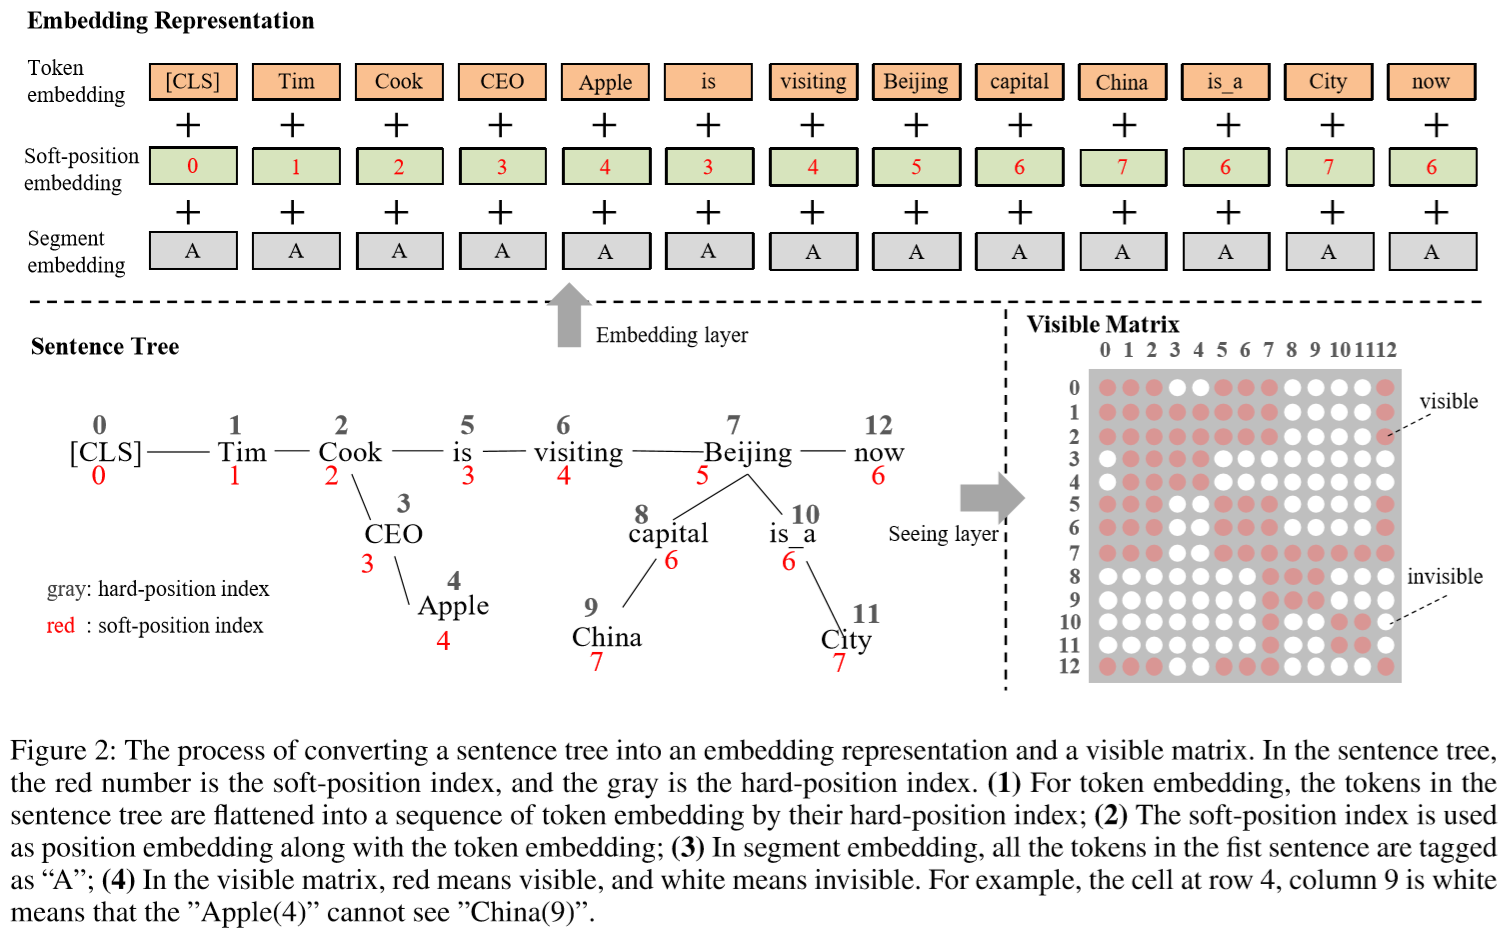 Embedding Representation
Token embedding
[CLS] Tim Cook CEO Apple is visiting Beijing capital China is_a City now
+ + + + + + + + + + + + +
Soft-position embedding
0 1 2 3 4 3 4 5 6 7 6 7 6
+ + + + + + + + + + + + +
Segment embedding
A A A A A A A A A A A A A
Embedding layer
Sentence Tree
0 1 2 5 6 7 12
[CLS] Tim Cook is visiting Beijing now
0 1 2 3 4 5 6
3
CEO
3
4
Apple
4
8 10
capital is_a
6 6
9 11
China City
7 7
gray: hard-position index
red : soft-position index
Seeing layer
Visible Matrix
0 1 2 3 4 5 6 7 8 9 10 11 12
0
1
2
3
4
5
6
7
8
9
10
11
12
visible
invisible
Figure 2: The process of converting a sentence tree into an embedding representation and a visible matrix. In the sentence tree,
the red number is the soft-position index, and the gray is the hard-position index. (1) For token embedding, the tokens in the
sentence tree are flattened into a sequence of token embedding by their hard-position index; (2) The soft-position index is used
as position embedding along with the token embedding; (3) In segment embedding, all the tokens in the fist sentence are tagged
as “A”; (4) In the visible matrix, red means visible, and white means invisible. For example, the cell at row 4, column 9 is white
means that the ”Apple(4)” cannot see ”China(9)”.